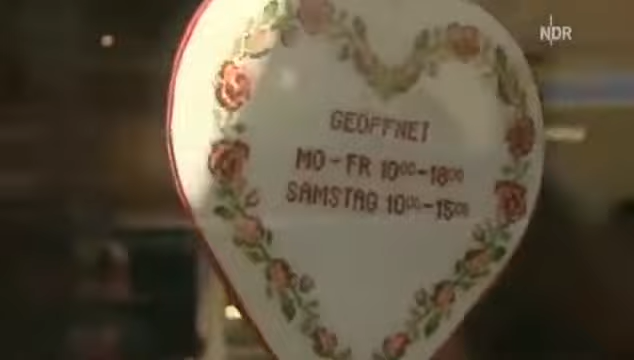 NDR
GEÖFFNET
MO-FR 10⁰⁰-18⁰⁰
SAMSTAG 10⁰⁰-15⁰⁰